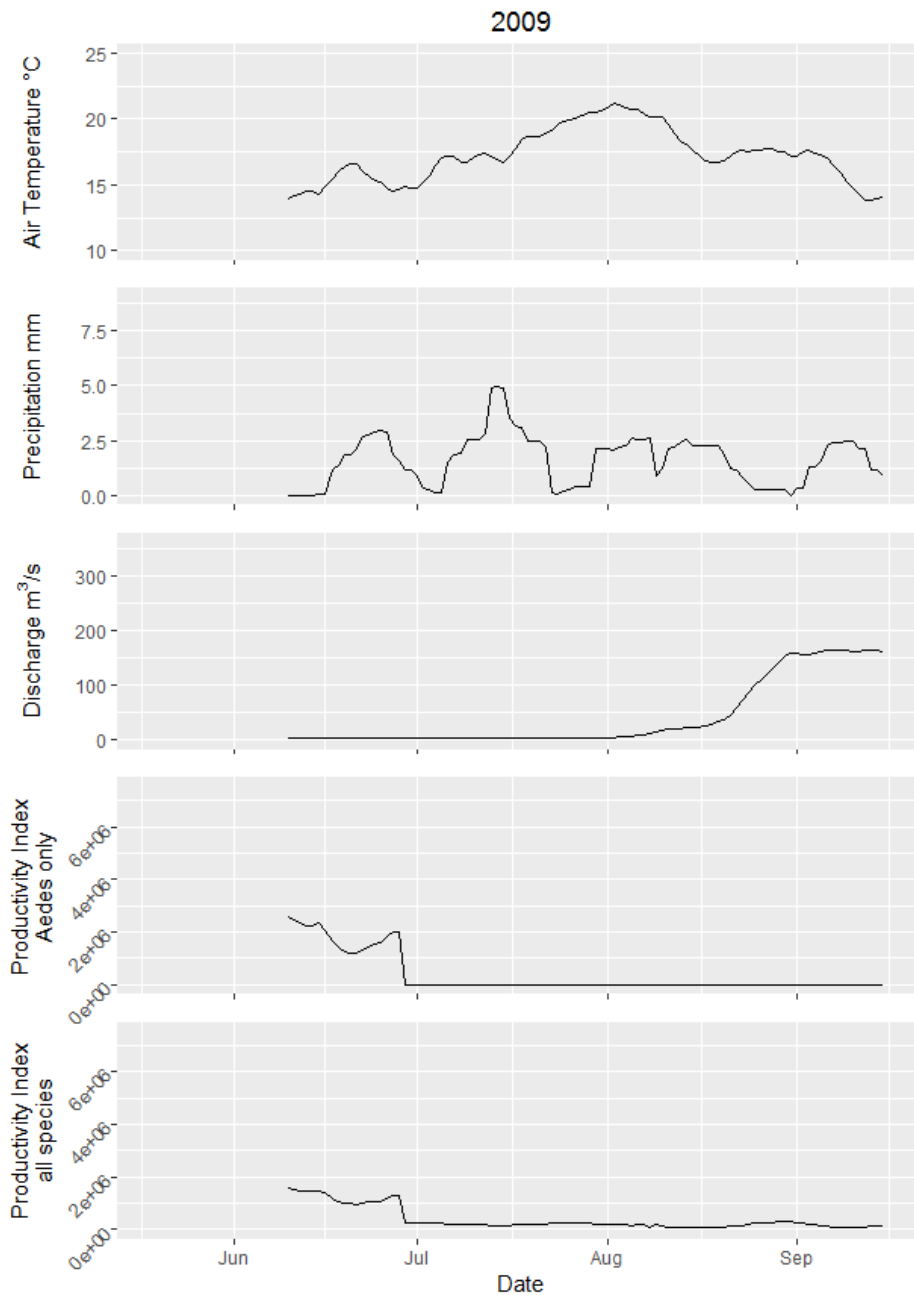 2009
Air Temperature °C
25
20
15
10
Precipitation mm
7.5
5.0
2.5
0.0
Discharge m³/s
300
200
100
0
Productivity Index
Aedes only
6e+06
4e+06
2e+06
0e+00
Productivity Index
all species
6e+06
4e+06
2e+06
0e+00
Jun Jul Aug Sep
Date